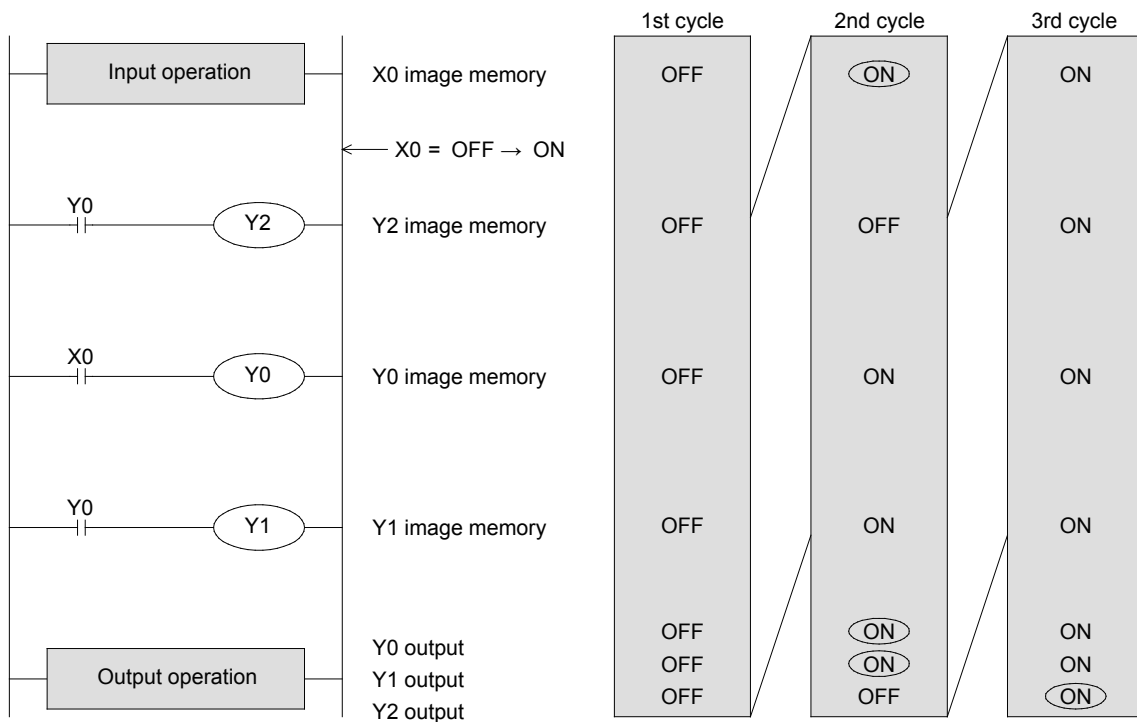 1st cycle 2nd cycle 3rd cycle
Input operation X0 image memory OFF ON ON
X0 = OFF → ON
Y0 Y2 Y2 image memory OFF OFF ON
X0 Y0 Y0 image memory OFF ON ON
Y0 Y1 Y1 image memory OFF ON ON
Y0 output OFF ON ON
Output operation Y1 output OFF ON ON
Y2 output OFF OFF ON